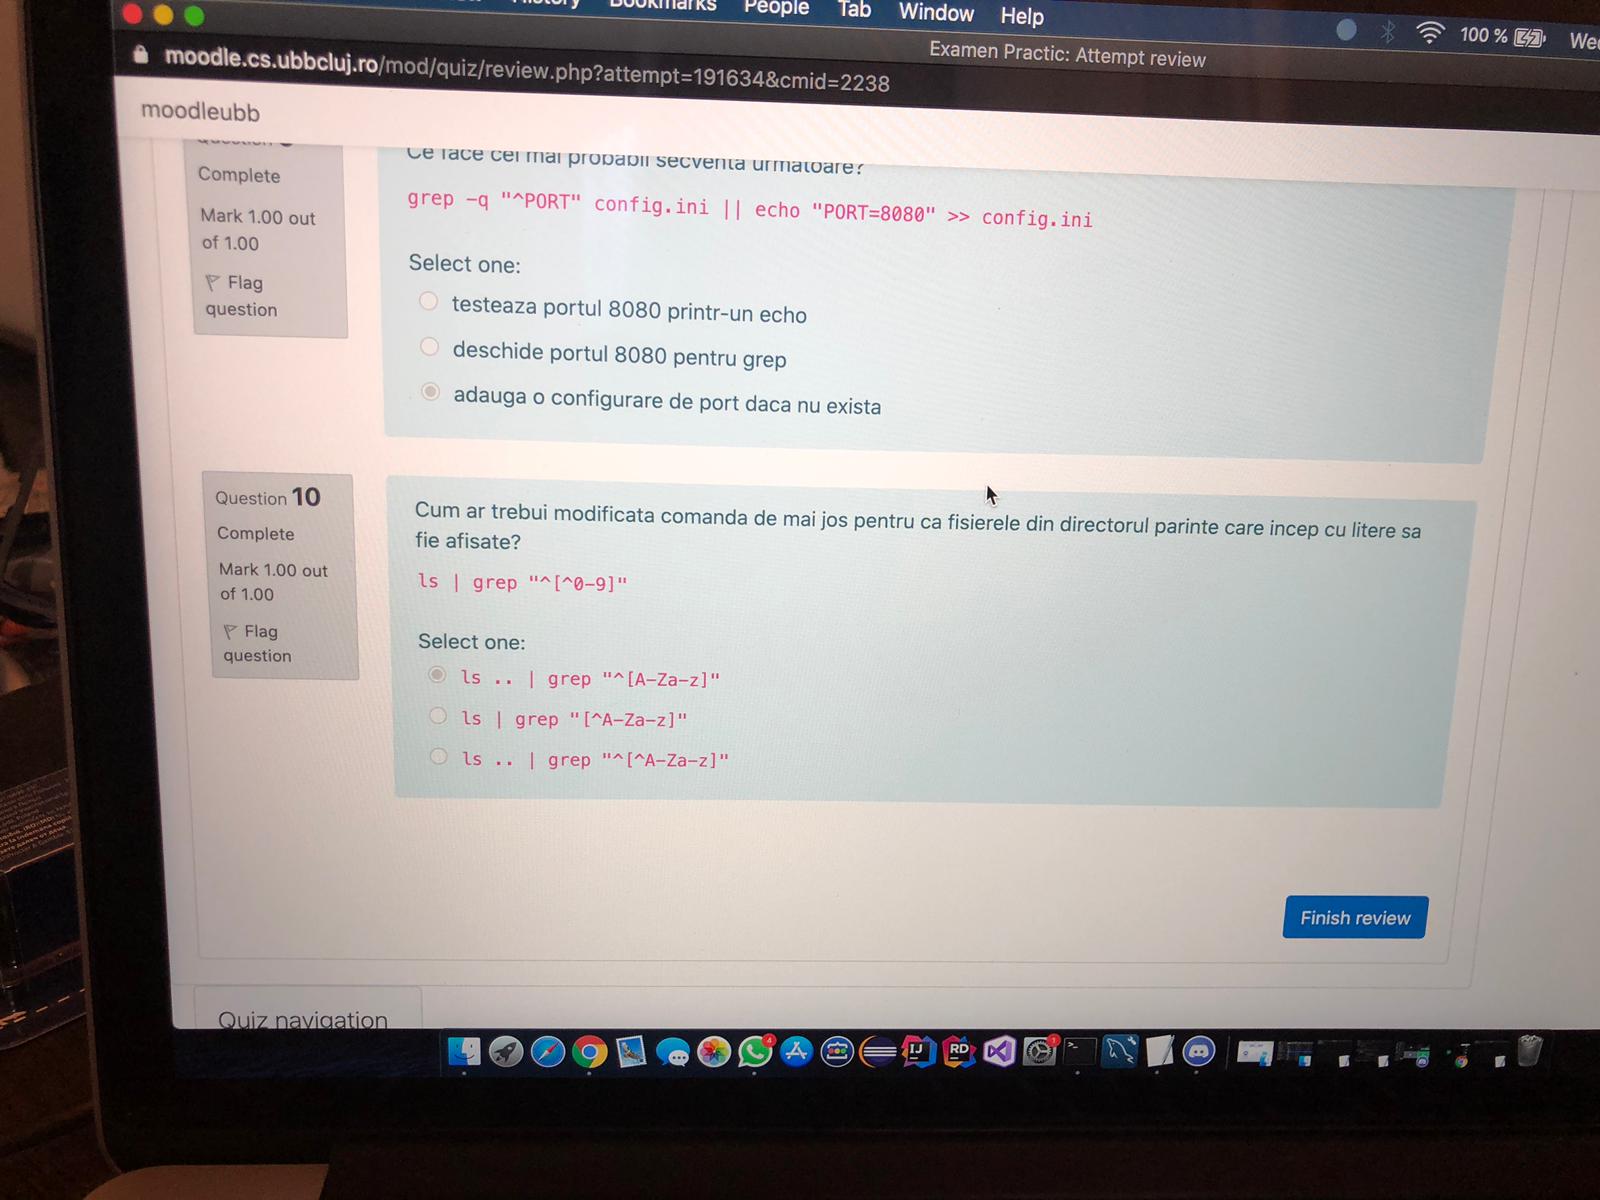 People Tab Window Help
100 %
Examen Practic: Attempt review
moodle.cs.ubbcluj.ro/mod/quiz/review.php?attempt=191634&cmid=2238
moodleubb
Complete
Mark 1.00 out
of 1.00
Flag
question
Ce face cel mai probabil secventa urmatoare?
grep -q "^PORT" config.ini || echo "PORT=8080" >> config.ini
Select one:
testeaza portul 8080 printr-un echo
deschide portul 8080 pentru grep
adauga o configurare de port daca nu exista
Question 10
Complete
Mark 1.00 out
of 1.00
Flag
question
Cum ar trebui modificata comanda de mai jos pentru ca fisierele din directorul parinte care incep cu litere sa
fie afisate?
ls | grep "^[^0-9]"
Select one:
ls .. | grep "^[A-Za-z]"
ls | grep "[^A-Za-z]"
ls .. | grep "^[^A-Za-z]"
Finish review
Quiz navigation
4
IJ
RD
1